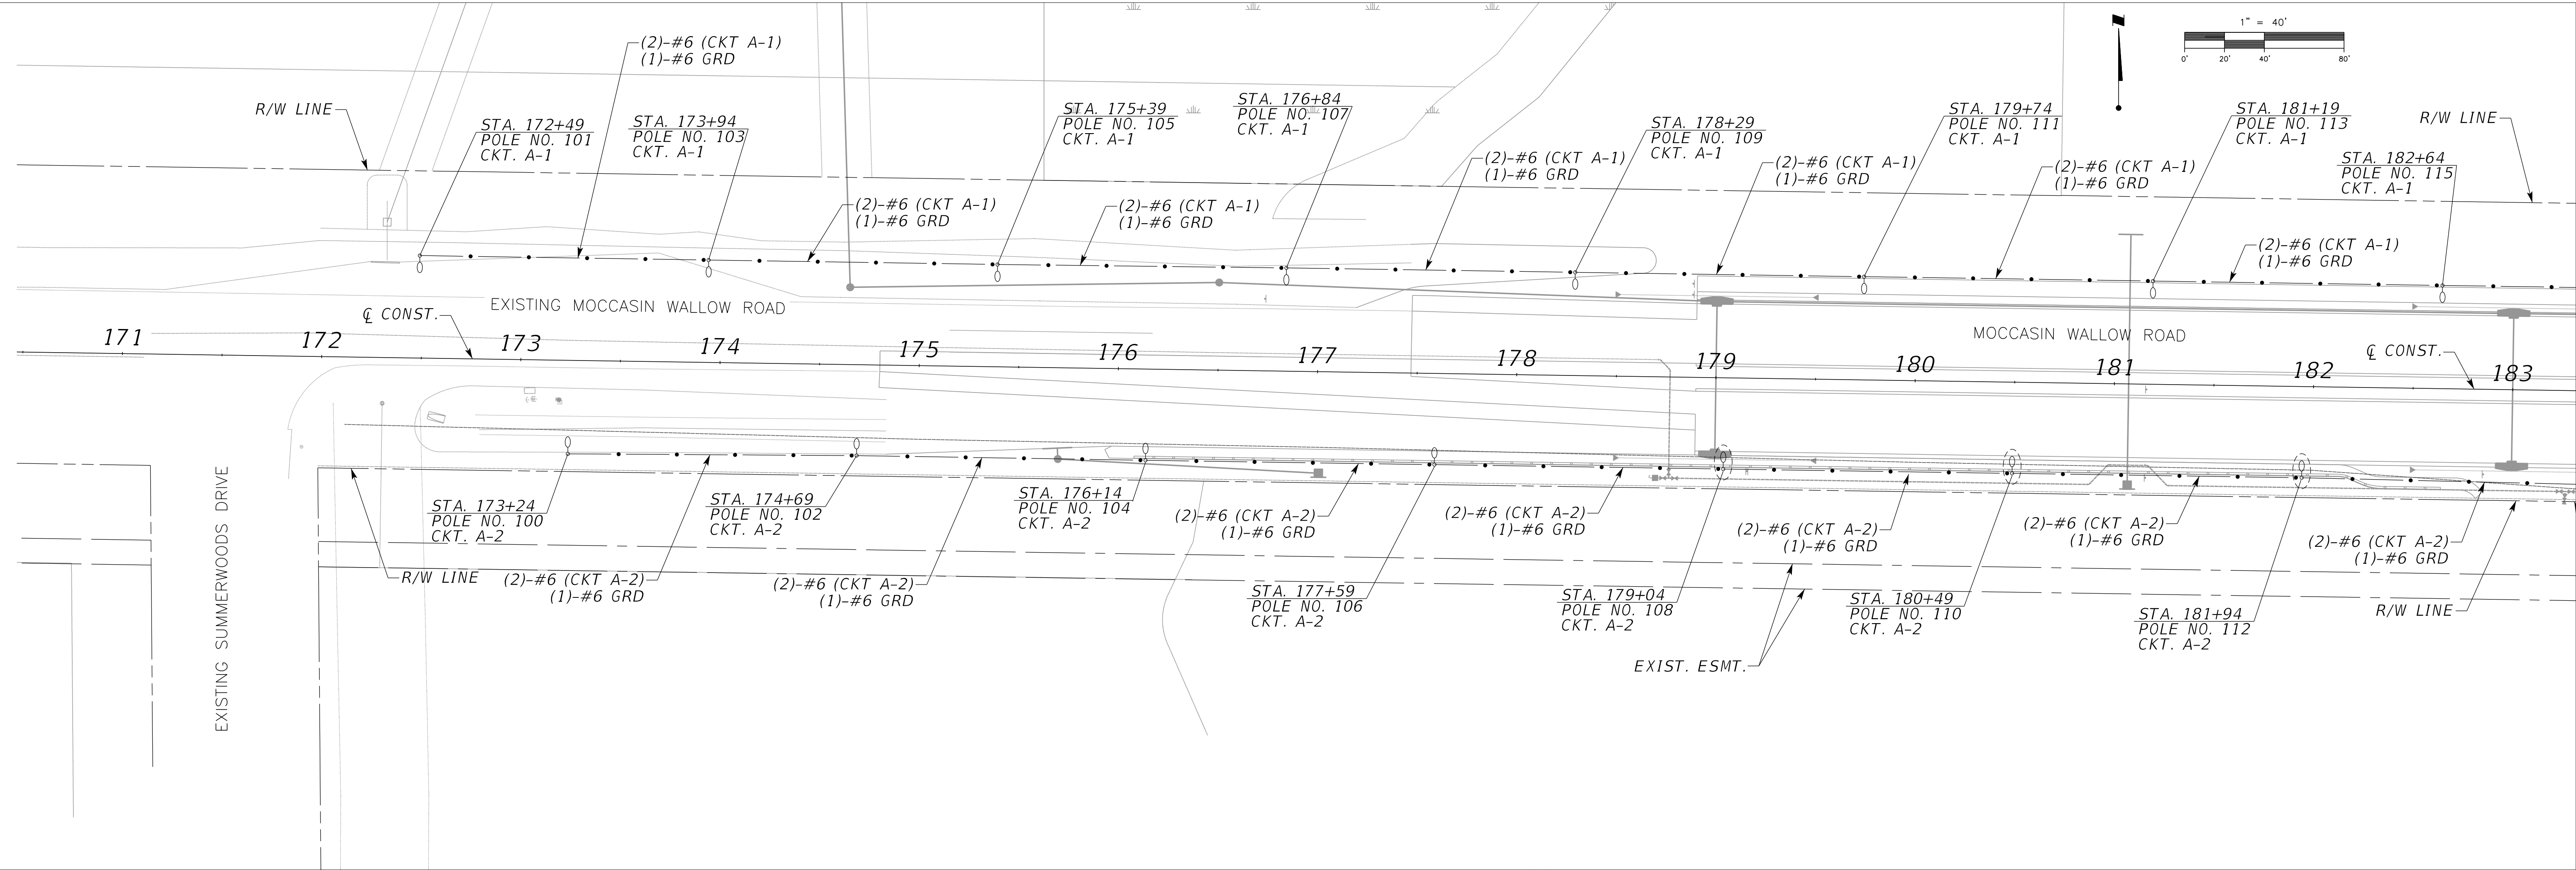 1" = 40'
0' 20' 40' 80'
(2)-#6 (CKT A-1)
(1)-#6 GRD
R/W LINE
STA. 172+49
POLE NO. 101
CKT. A-1
STA. 173+94
POLE NO. 103
CKT. A-1
STA. 175+39
POLE NO. 105
CKT. A-1
STA. 176+84
POLE NO. 107
CKT. A-1
STA. 178+29
POLE NO. 109
CKT. A-1
STA. 179+74
POLE NO. 111
CKT. A-1
STA. 181+19
POLE NO. 113
CKT. A-1
R/W LINE
STA. 182+64
POLE NO. 115
CKT. A-1
(2)-#6 (CKT A-1)
(1)-#6 GRD
(2)-#6 (CKT A-1)
(1)-#6 GRD
(2)-#6 (CKT A-1)
(1)-#6 GRD
(2)-#6 (CKT A-1)
(1)-#6 GRD
(2)-#6 (CKT A-1)
(1)-#6 GRD
(2)-#6 (CKT A-1)
(1)-#6 GRD
EXISTING MOCCASIN WALLOW ROAD
℄ CONST.
MOCCASIN WALLOW ROAD
℄ CONST.
171 172 173 174 175 176 177 178 179 180 181 182 183
EXISTING SUMMERWOODS DRIVE
STA. 173+24
POLE NO. 100
CKT. A-2
STA. 174+69
POLE NO. 102
CKT. A-2
STA. 176+14
POLE NO. 104
CKT. A-2
(2)-#6 (CKT A-2)
(1)-#6 GRD
(2)-#6 (CKT A-2)
(1)-#6 GRD
(2)-#6 (CKT A-2)
(1)-#6 GRD
(2)-#6 (CKT A-2)
(1)-#6 GRD
(2)-#6 (CKT A-2)
(1)-#6 GRD
R/W LINE
(2)-#6 (CKT A-2)
(1)-#6 GRD
(2)-#6 (CKT A-2)
(1)-#6 GRD
STA. 177+59
POLE NO. 106
CKT. A-2
STA. 179+04
POLE NO. 108
CKT. A-2
STA. 180+49
POLE NO. 110
CKT. A-2
STA. 181+94
POLE NO. 112
CKT. A-2
R/W LINE
EXIST. ESMT.